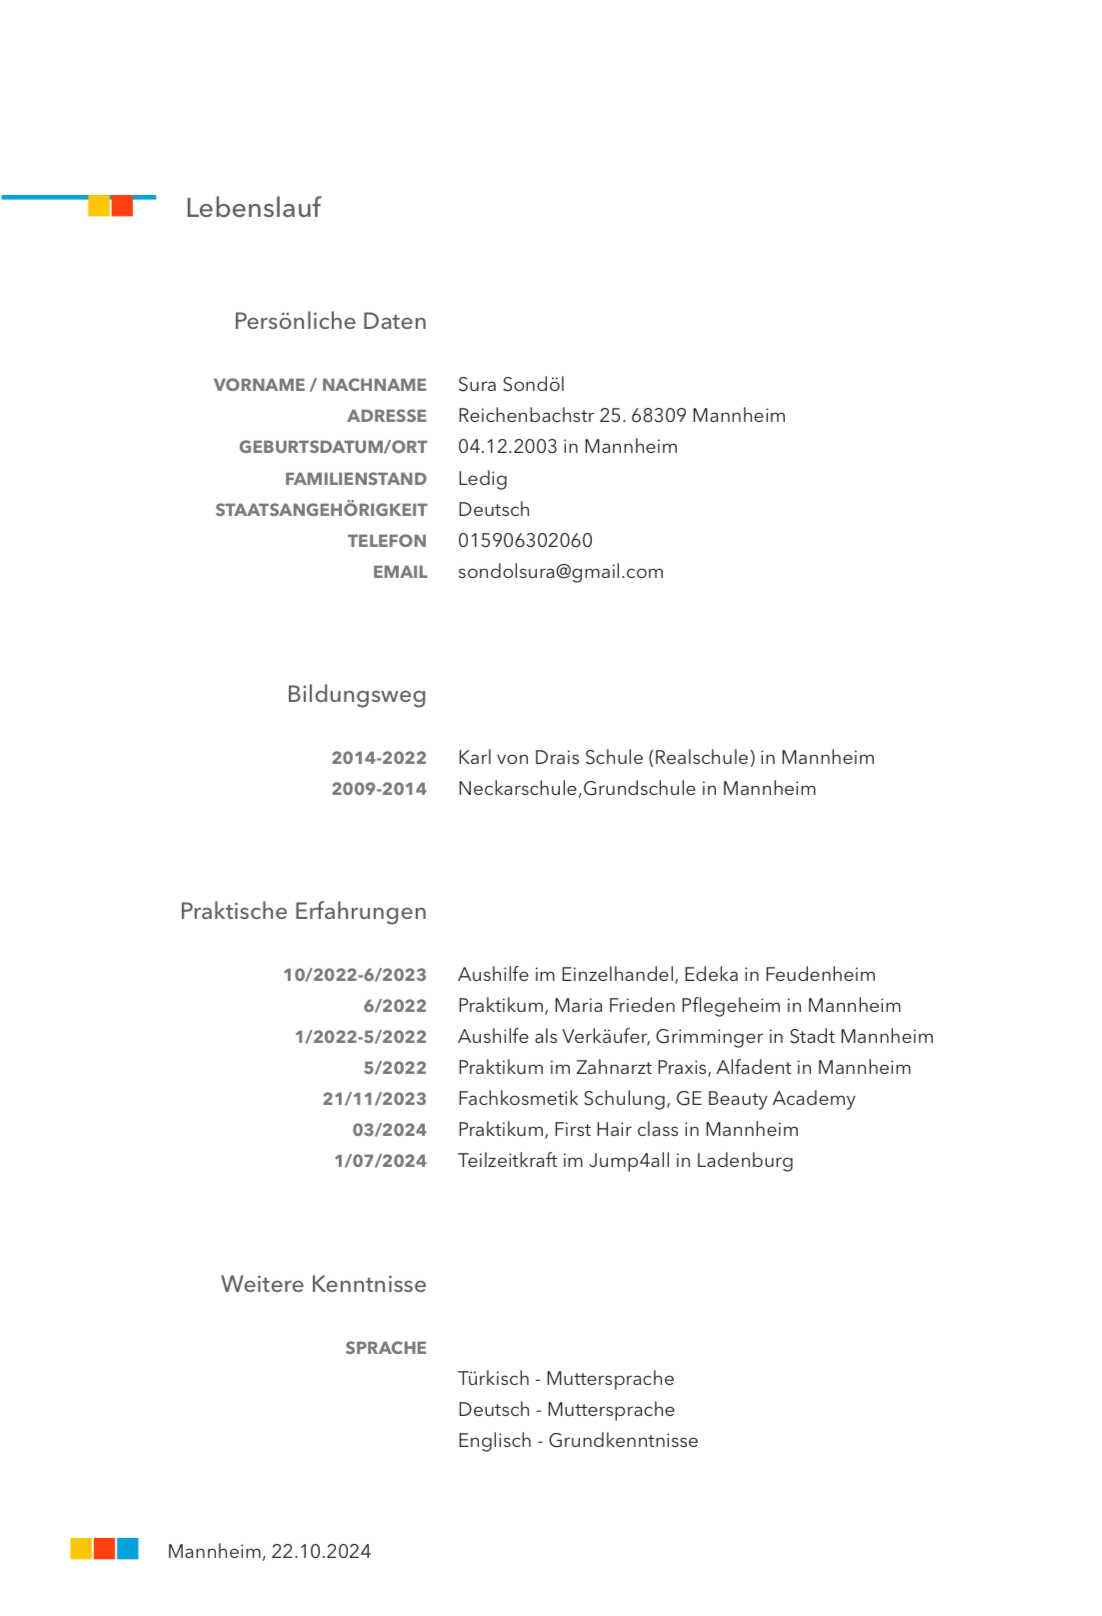 Lebenslauf
Persönliche Daten
VORNAME / NACHNAME Sura Sondöl
ADRESSE Reichenbachstr 25. 68309 Mannheim
GEBURTSDATUM/ORT 04.12.2003 in Mannheim
FAMILIENSTAND Ledig
STAATSANGEHÖRIGKEIT Deutsch
TELEFON 015906302060
EMAIL sondolsura@gmail.com
Bildungsweg
2014-2022 Karl von Drais Schule (Realschule) in Mannheim
2009-2014 Neckarschule,Grundschule in Mannheim
Praktische Erfahrungen
10/2022-6/2023 Aushilfe im Einzelhandel, Edeka in Feudenheim
6/2022 Praktikum, Maria Frieden Pflegeheim in Mannheim
1/2022-5/2022 Aushilfe als Verkäufer, Grimminger in Stadt Mannheim
5/2022 Praktikum im Zahnarzt Praxis, Alfadent in Mannheim
21/11/2023 Fachkosmetik Schulung, GE Beauty Academy
03/2024 Praktikum, First Hair class in Mannheim
1/07/2024 Teilzeitkraft im Jump4all in Ladenburg
Weitere Kenntnisse
SPRACHE
Türkisch - Muttersprache
Deutsch - Muttersprache
Englisch - Grundkenntnisse
Mannheim, 22.10.2024